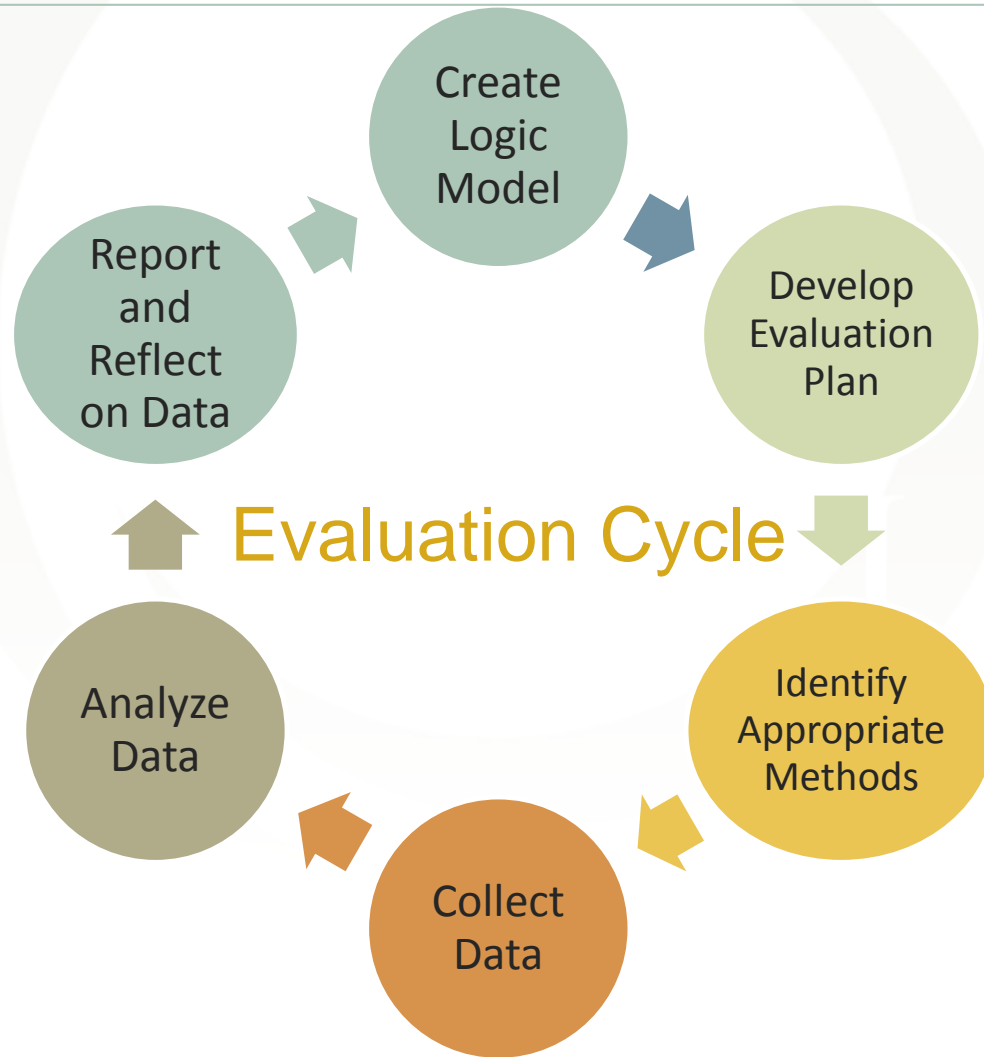 Create
Logic
Model
Develop
Evaluation
Plan
Identify
Appropriate
Methods
Collect
Data
Analyze
Data
Report
and
Reflect
on Data
Evaluation Cycle